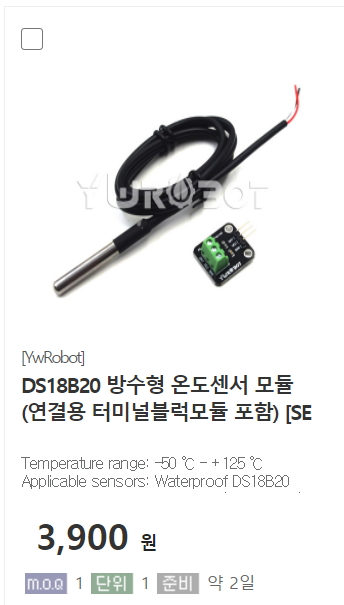 YWROBOT
[YwRobot]
DS18B20 방수형 온도센서 모듈
(연결용 터미널블럭모듈 포함) [SE
Temperature range: -50 ℃ - + 125 ℃
Applicable sensors: Waterproof DS18B20
3,900 원
m.o.q 1 단위 1 준비 약 2일